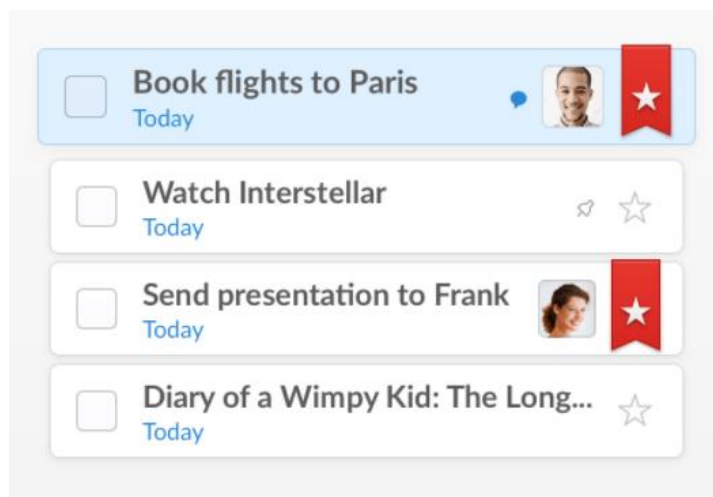 Book flights to Paris
Today
Watch Interstellar
Today
Send presentation to Frank
Today
Diary of a Wimpy Kid: The Long...
Today